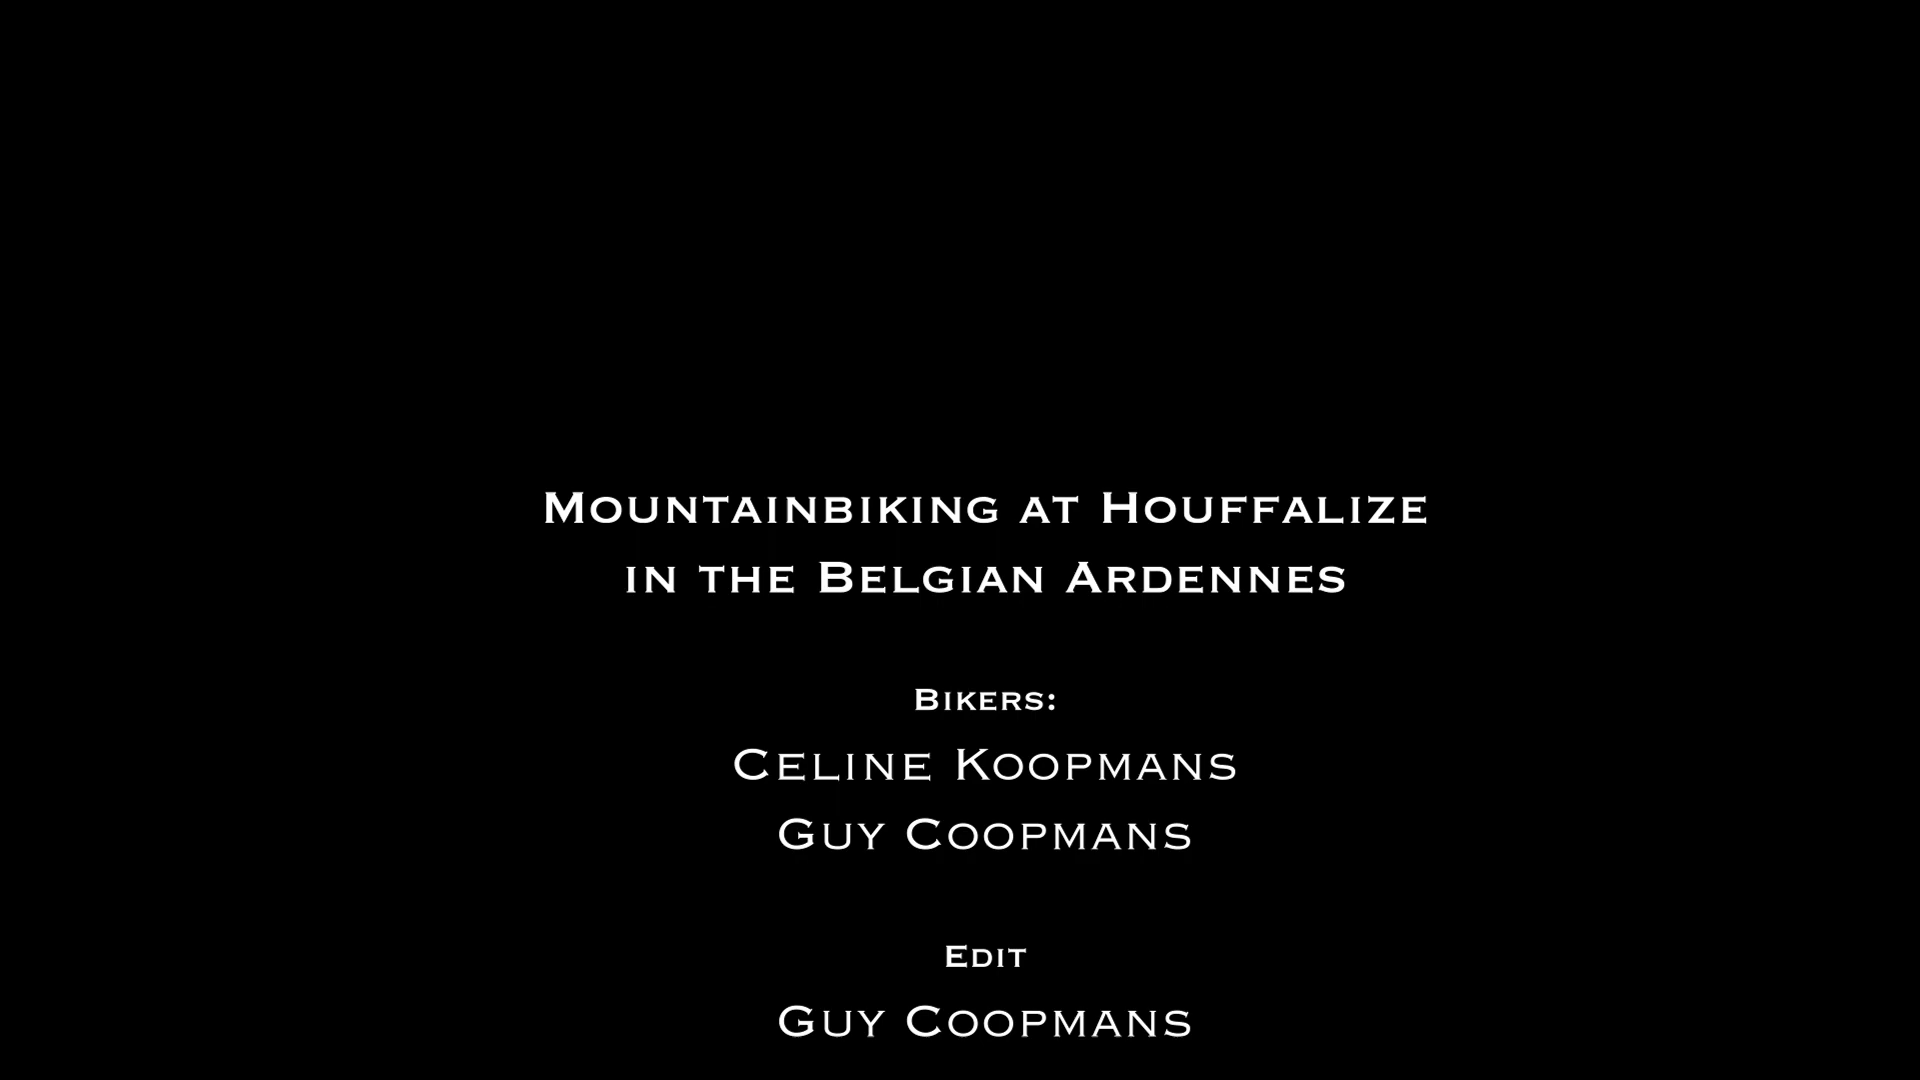 Mountainbiking at Houffalize
in the Belgian Ardennes
Bikers:
Celine Koopmans
Guy Coopmans
Edit
Guy Coopmans